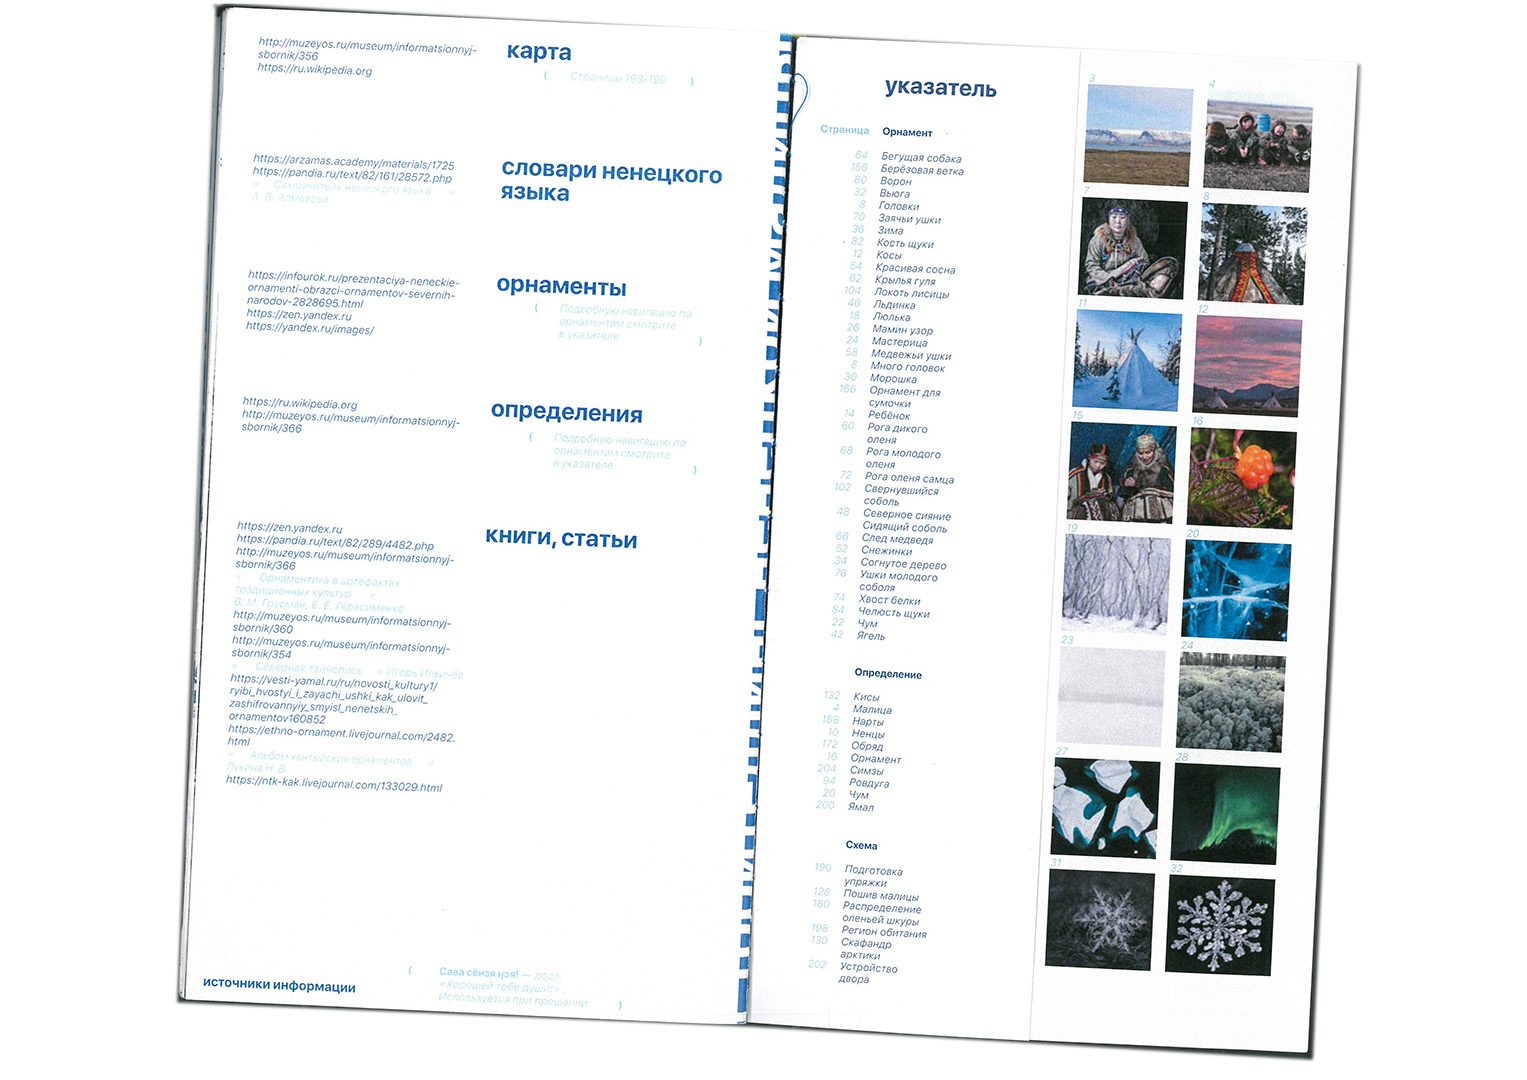 http://muzeyos.ru/museum/informatsionnyj-
sbornik/356
https://ru.wikipedia.org
карта
( Страницы 198-199 )
https://arzamas.academy/materials/1725
https://pandia.ru/text/82/161/28572.php
« Самоучитель ненецкого языка »
А. В. Алмазова
словари ненецкого
языка
https://infourok.ru/prezentaciya-neneckie-
ornamenti-obrazci-ornamentov-severnih-
narodov-2828695.html
https://zen.yandex.ru
https://yandex.ru/images/
орнаменты
( Подробную навигацию по
орнаментам смотрите
в указателе )
https://ru.wikipedia.org
http://muzeyos.ru/museum/informatsionnyj-
sbornik/366
определения
( Подробную навигацию по
орнаментам смотрите
в указателе )
https://zen.yandex.ru
https://pandia.ru/text/82/289/4482.php
http://muzeyos.ru/museum/informatsionnyj-
sbornik/366
« Орнаментика в артефактах
традиционных культур »
В. М. Грусман, Е. Е. Герасименко
http://muzeyos.ru/museum/informatsionnyj-
sbornik/360
http://muzeyos.ru/museum/informatsionnyj-
sbornik/354
« Северная тайнопись » Игорь Ильичёв
https://vesti-yamal.ru/ru/novosti_kultury1/
ryibi_hvostyi_i_zayachi_ushki_kak_ulovit_
zashifrovannyiy_smyisl_nenetskih_
ornamentov160852
https://ethno-ornament.livejournal.com/2482.
html
« Альбом хантыйских орнаментов »
Лукина Н. В.
https://ntk-kak.livejournal.com/133029.html
книги, статьи
источники информации
( Сава сёнзя ӈэя! — досл.
«Хорошей тебе души!» .
Используется при прощании )
указатель
Страница Орнамент
64 Бегущая собака
156 Берёзовая ветка
80 Ворон
32 Вьюга
8 Головки
70 Заячьи ушки
36 Зима
82 Кость щуки
12 Косы
54 Красивая сосна
62 Крылья гуля
104 Локоть лисицы
46 Льдинка
18 Люлька
26 Мамин узор
24 Мастерица
58 Медвежьи ушки
8 Много головок
30 Морошка
166 Орнамент для
сумочки
14 Ребёнок
60 Рога дикого
оленя
88 Рога молодого
оленя
72 Рога оленя самца
102 Свернувшийся
соболь
48 Северное сияние
Сидящий соболь
66 След медведя
52 Снежинки
34 Согнутое дерево
76 Ушки молодого
соболя
74 Хвост белки
84 Челюсть щуки
22 Чум
42 Ягель
Определение
132 Кисы
4 Малица
188 Нарты
10 Ненцы
172 Обряд
16 Орнамент
204 Симзы
94 Ровдуга
20 Чум
200 Ямал
Схема
190 Подготовка
упряжки
128 Пошив малицы
180 Распределение
оленьей шкуры
198 Регион обитания
130 Скафандр
арктики
202 Устройство
двора
3 4
7 8
11 12
15 16
19 20
23 24
27 28
31 32